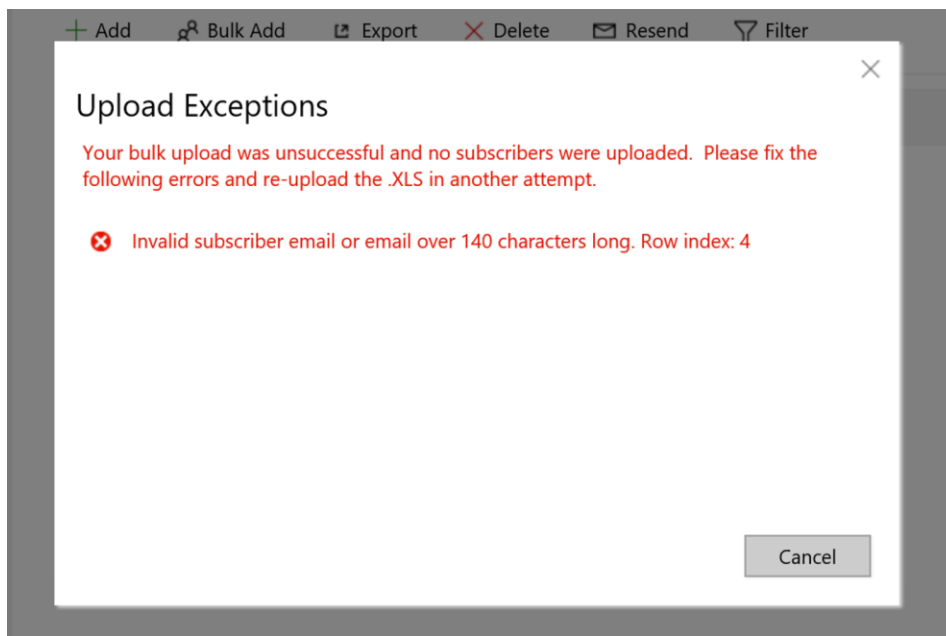 Add Bulk Add Export Delete Resend Filter
Upload Exceptions
Your bulk upload was unsuccessful and no subscribers were uploaded.  Please fix the
following errors and re-upload the .XLS in another attempt.
Invalid subscriber email or email over 140 characters long. Row index: 4
Cancel